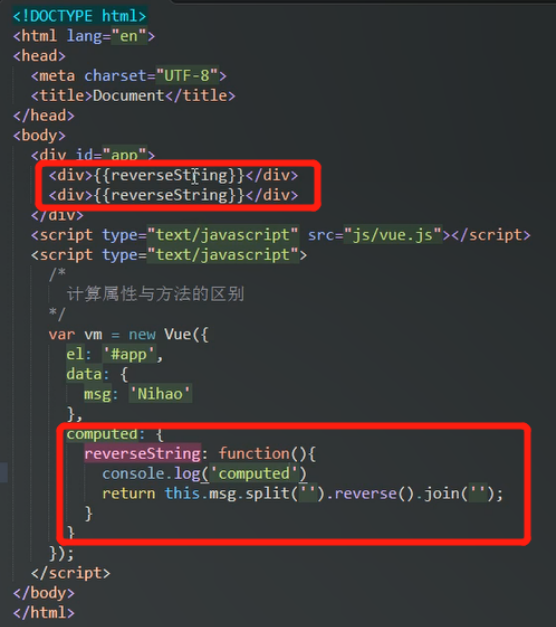 <!DOCTYPE html>
<html lang="en">
<head>
  <meta charset="UTF-8">
  <title>Document</title>
</head>
<body>
  <div id="app">
    <div>{{reverseString}}</div>
    <div>{{reverseString}}</div>
  </div>
  <script type="text/javascript" src="js/vue.js"></script>
  <script type="text/javascript">
    /*
      计算属性与方法的区别
    */
    var vm = new Vue({
      el: '#app',
      data: {
        msg: 'Nihao'
      },
      computed: {
        reverseString: function(){
          console.log('computed')
          return this.msg.split('').reverse().join('');
        }
      }
    });
  </script>
</body>
</html>